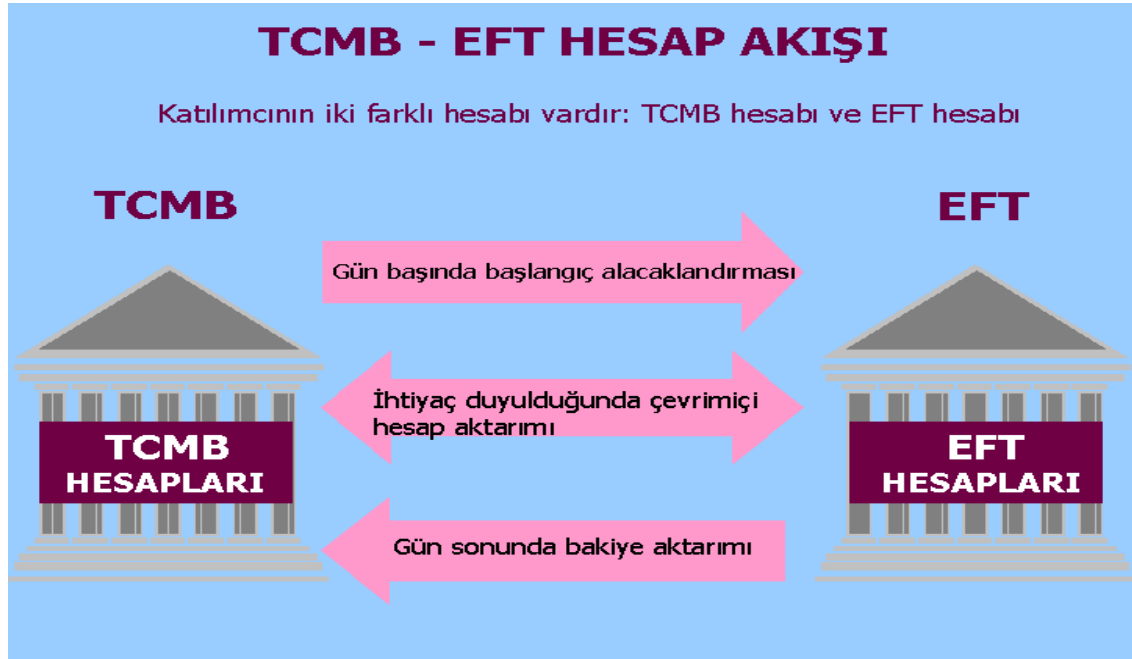 TCMB - EFT HESAP AKIŞI
Katılımcının iki farklı hesabı vardır: TCMB hesabı ve EFT hesabı
TCMB
EFT
Gün başında başlangıç alacaklandırması
İhtiyaç duyulduğunda çevrimiçi
hesap aktarımı
TCMB
HESAPLARI
EFT
HESAPLARI
Gün sonunda bakiye aktarımı